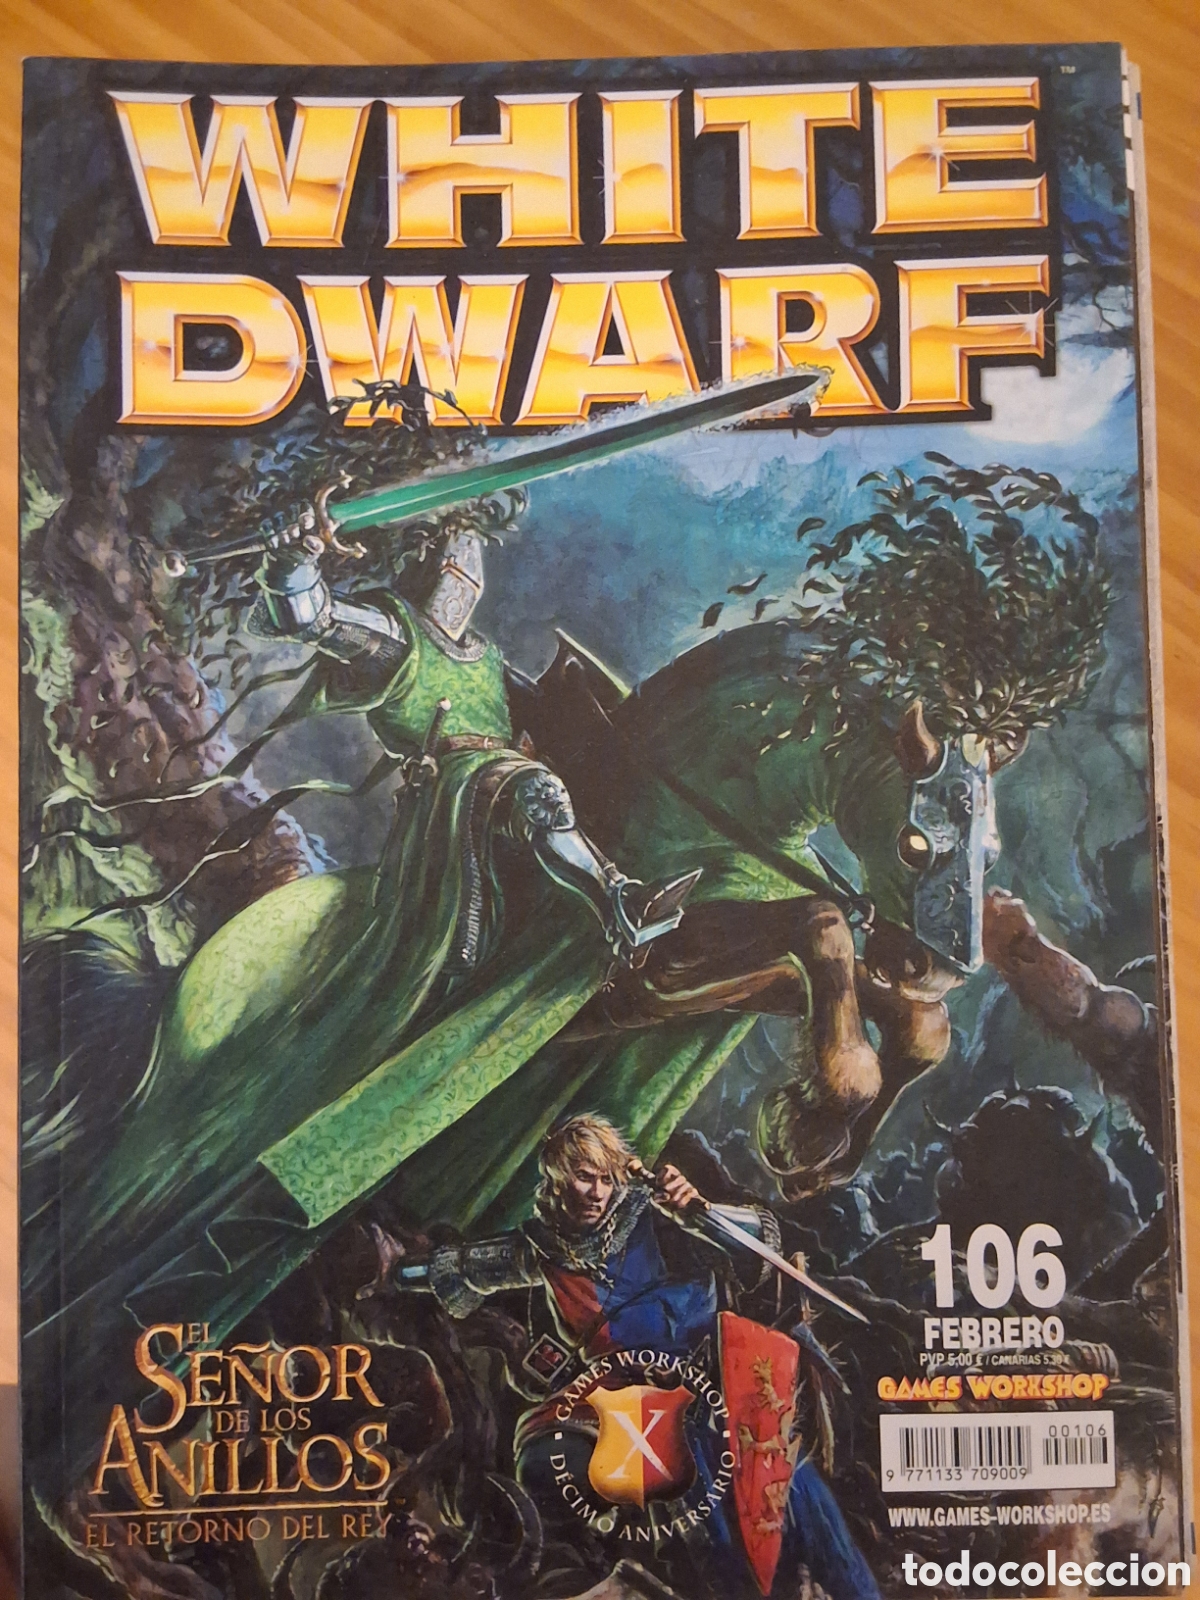 WHITE
™
DWARF
106
FEBRERO
PVP 5,00 € / CANARIAS 5,30 €
GAMES WORKSHOP
00106
9 771133 709009
WWW.GAMES-WORKSHOP.ES
EL
SEÑOR
DE LOS
ANILLOS
EL RETORNO DEL REY
GAMES WORKSHOP
X
DÉCIMO ANIVERSARIO
todocoleccion